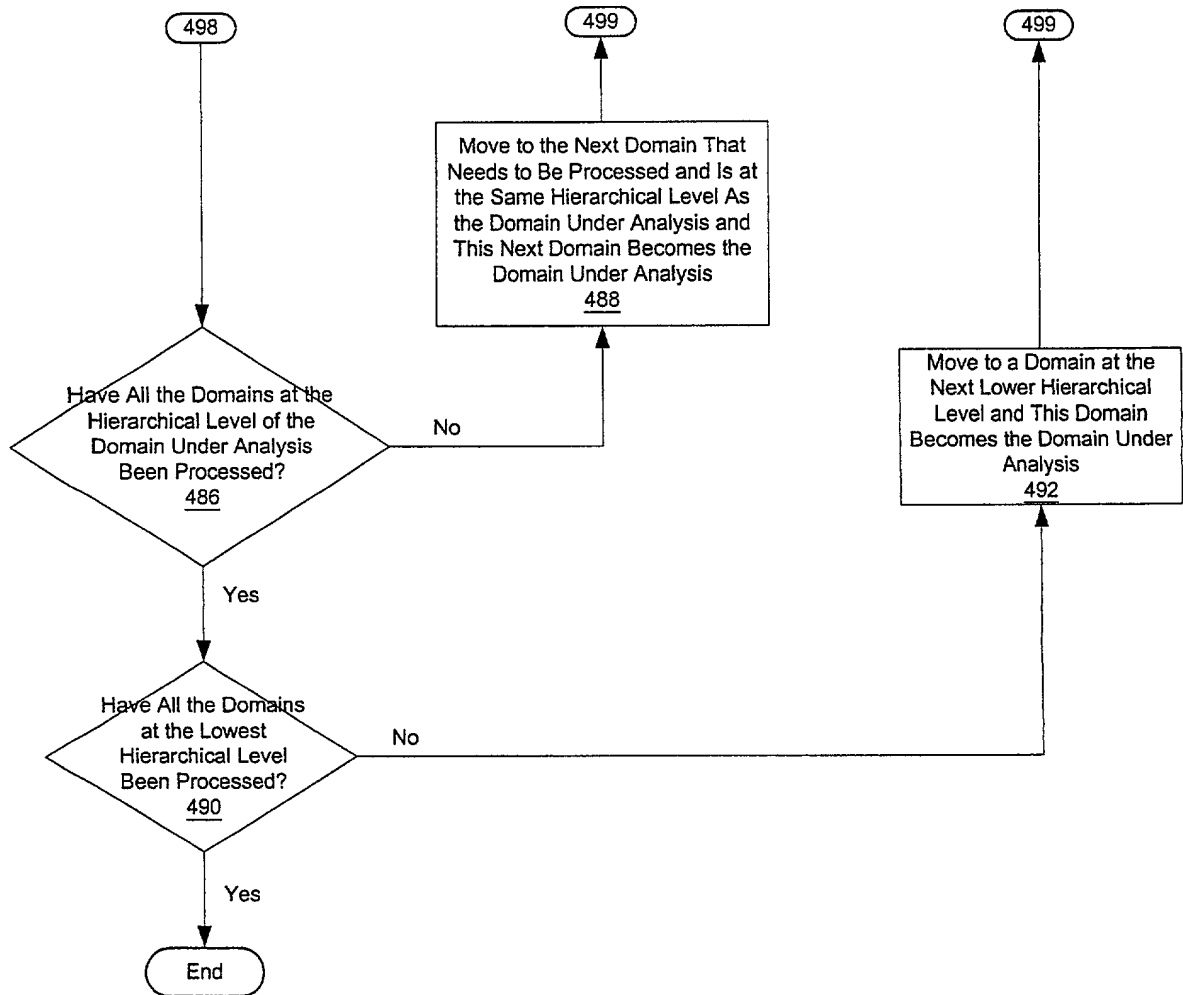 498
499
499
Move to the Next Domain That
Needs to Be Processed and Is at
the Same Hierarchical Level As
the Domain Under Analysis and
This Next Domain Becomes the
Domain Under Analysis
488
Have All the Domains at the
Hierarchical Level of the
Domain Under Analysis
Been Processed?
486
No
Move to a Domain at the
Next Lower Hierarchical
Level and This Domain
Becomes the Domain Under
Analysis
492
Yes
Have All the Domains
at the Lowest
Hierarchical Level
Been Processed?
490
No
Yes
End